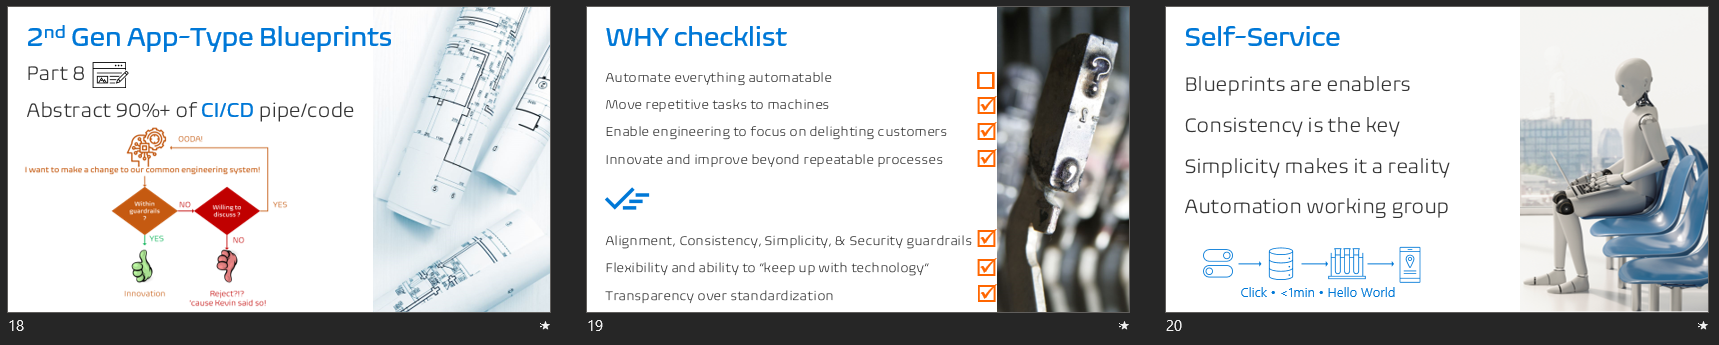 2nd Gen App-Type Blueprints
Part 8
Abstract 90%+ of CI/CD pipe/code
OODA!
I want to make a change to our common engineering system!
Within guardrails ?
NO
Willing to discuss ?
YES
YES
NO
Innovation
Reject?!?
'cause Kevin said so!
18
WHY checklist
Automate everything automatable
Move repetitive tasks to machines
Enable engineering to focus on delighting customers
Innovate and improve beyond repeatable processes
Alignment, Consistency, Simplicity, & Security guardrails
Flexibility and ability to "keep up with technology"
Transparency over standardization
?
19
Self-Service
Blueprints are enablers
Consistency is the key
Simplicity makes it a reality
Automation working group
Click • <1min • Hello World
20